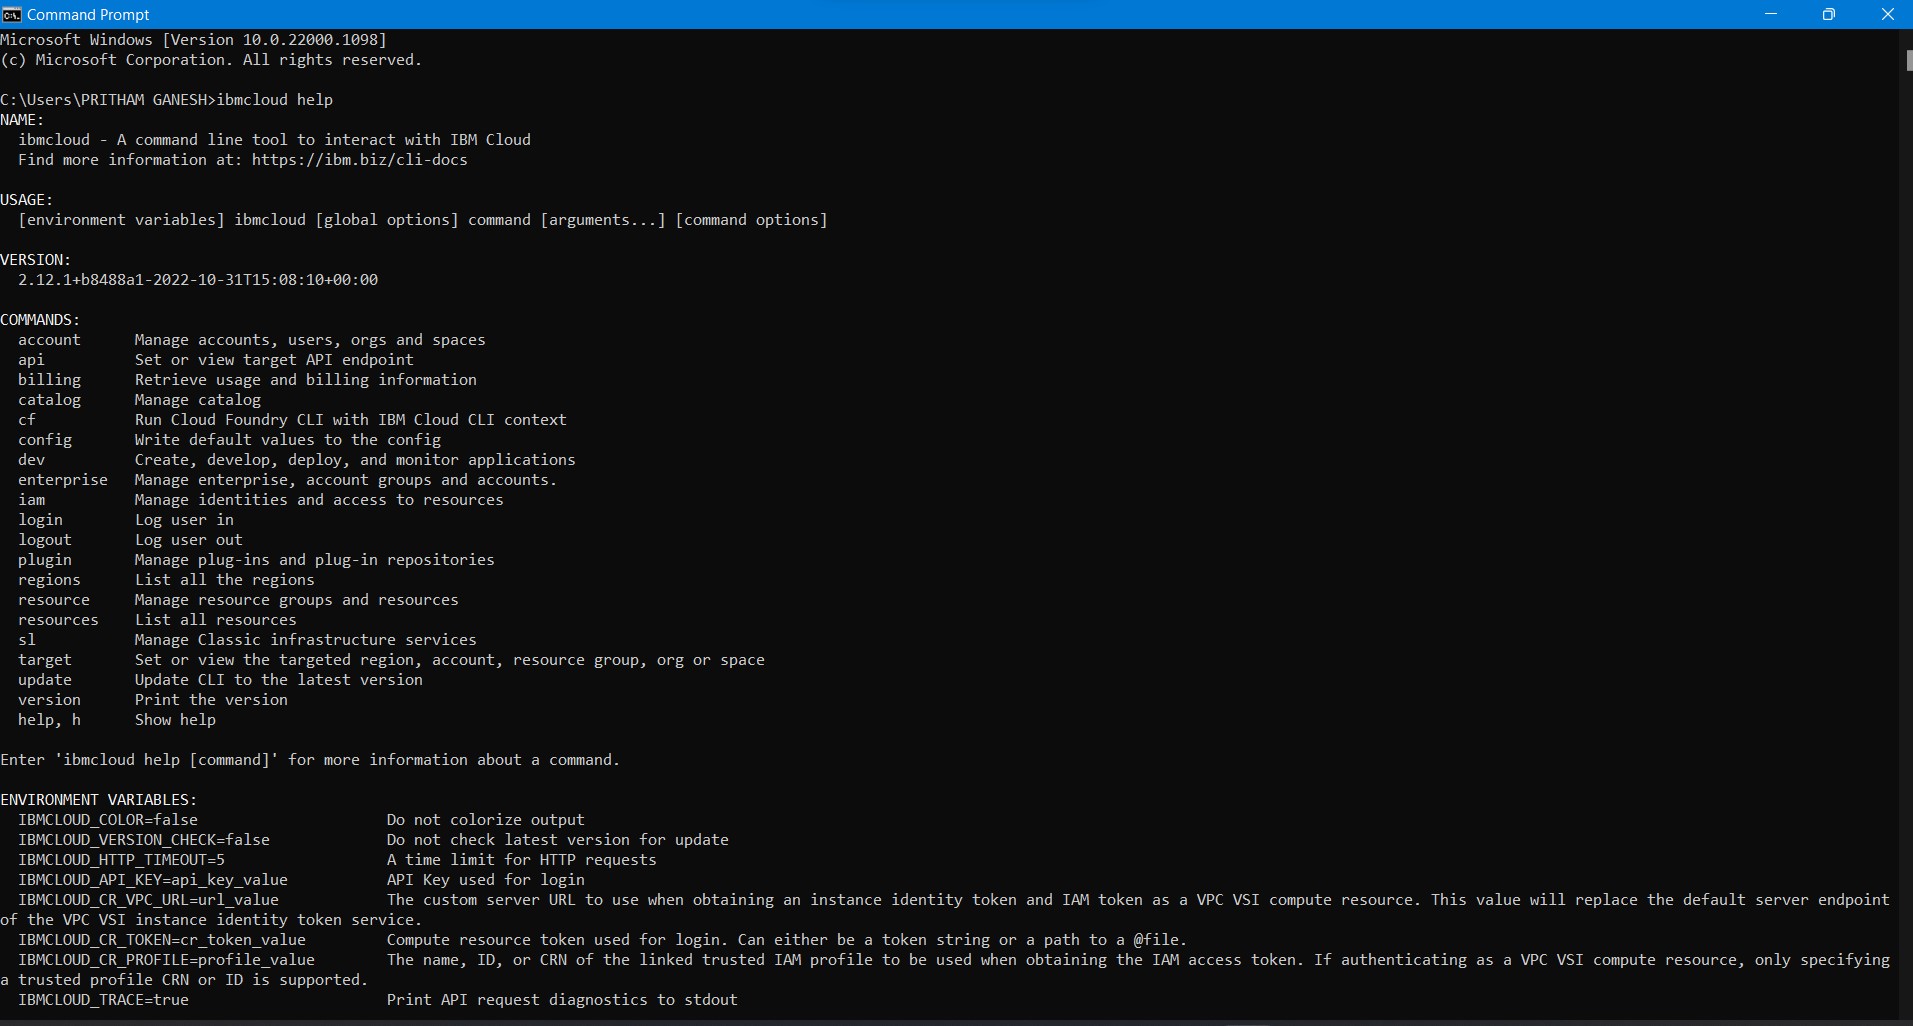 Command Prompt
Microsoft Windows [Version 10.0.22000.1098]
(c) Microsoft Corporation. All rights reserved.
C:\Users\PRITHAM GANESH>ibmcloud help
NAME:
  ibmcloud - A command line tool to interact with IBM Cloud
  Find more information at: https://ibm.biz/cli-docs
USAGE:
  [environment variables] ibmcloud [global options] command [arguments...] [command options]
VERSION:
  2.12.1+b8488a1-2022-10-31T15:08:10+00:00
COMMANDS:
  account      Manage accounts, users, orgs and spaces
  api          Set or view target API endpoint
  billing      Retrieve usage and billing information
  catalog      Manage catalog
  cf           Run Cloud Foundry CLI with IBM Cloud CLI context
  config       Write default values to the config
  dev          Create, develop, deploy, and monitor applications
  enterprise   Manage enterprise, account groups and accounts.
  iam          Manage identities and access to resources
  login        Log user in
  logout       Log user out
  plugin       Manage plug-ins and plug-in repositories
  regions      List all the regions
  resource     Manage resource groups and resources
  resources    List all resources
  sl           Manage Classic infrastructure services
  target       Set or view the targeted region, account, resource group, org or space
  update       Update CLI to the latest version
  version      Print the version
  help, h      Show help
Enter 'ibmcloud help [command]' for more information about a command.
ENVIRONMENT VARIABLES:
  IBMCLOUD_COLOR=false                     Do not colorize output
  IBMCLOUD_VERSION_CHECK=false             Do not check latest version for update
  IBMCLOUD_HTTP_TIMEOUT=5                  A time limit for HTTP requests
  IBMCLOUD_API_KEY=api_key_value           API Key used for login
  IBMCLOUD_CR_VPC_URL=url_value            The custom server URL to use when obtaining an instance identity token and IAM token as a VPC VSI compute resource. This value will replace the default server endpoint
of the VPC VSI instance identity token service.
  IBMCLOUD_CR_TOKEN=cr_token_value         Compute resource token used for login. Can either be a token string or a path to a @file.
  IBMCLOUD_CR_PROFILE=profile_value        The name, ID, or CRN of the linked trusted IAM profile to be used when obtaining the IAM access token. If authenticating as a VPC VSI compute resource, only specifying
a trusted profile CRN or ID is supported.
  IBMCLOUD_TRACE=true                      Print API request diagnostics to stdout